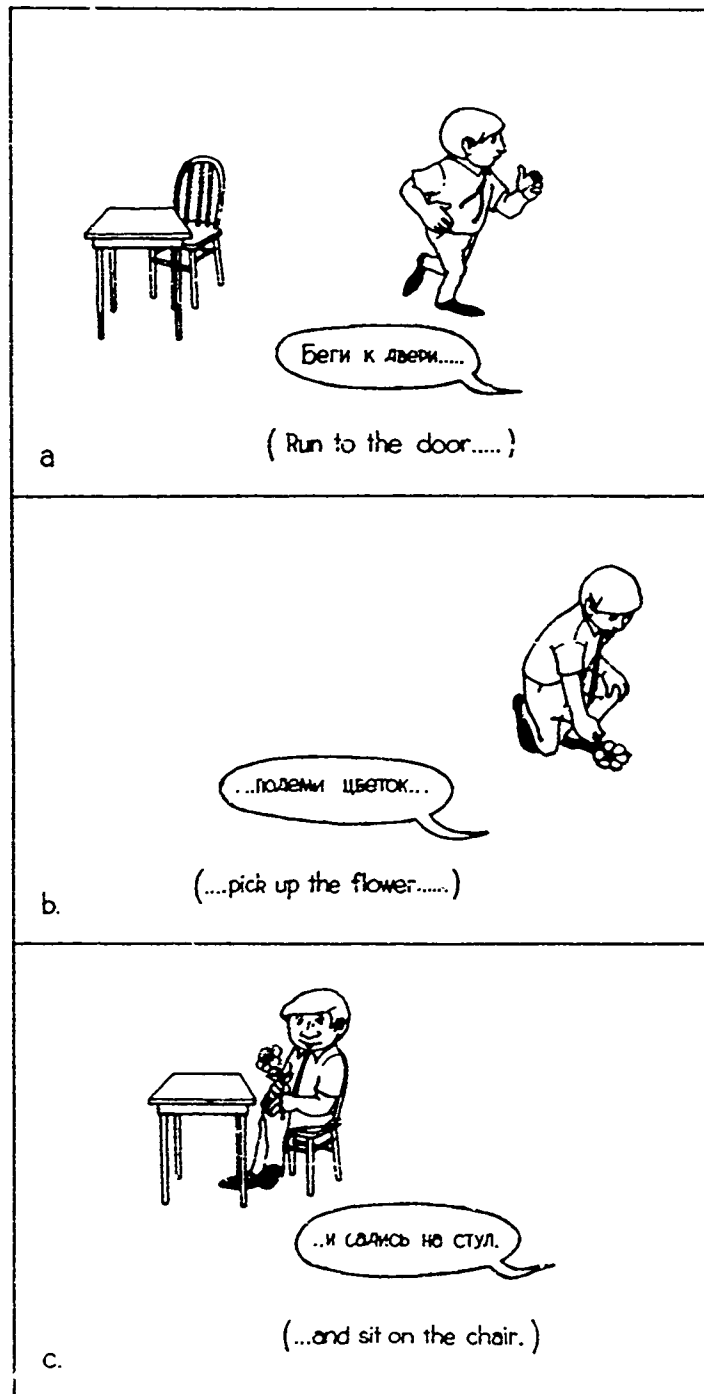 Беги к двери.....
( Run to the door..... )
a
...подеми цветок...
(....pick up the flower......)
b.
..и садись на стул.
(...and sit on the chair.)
c.